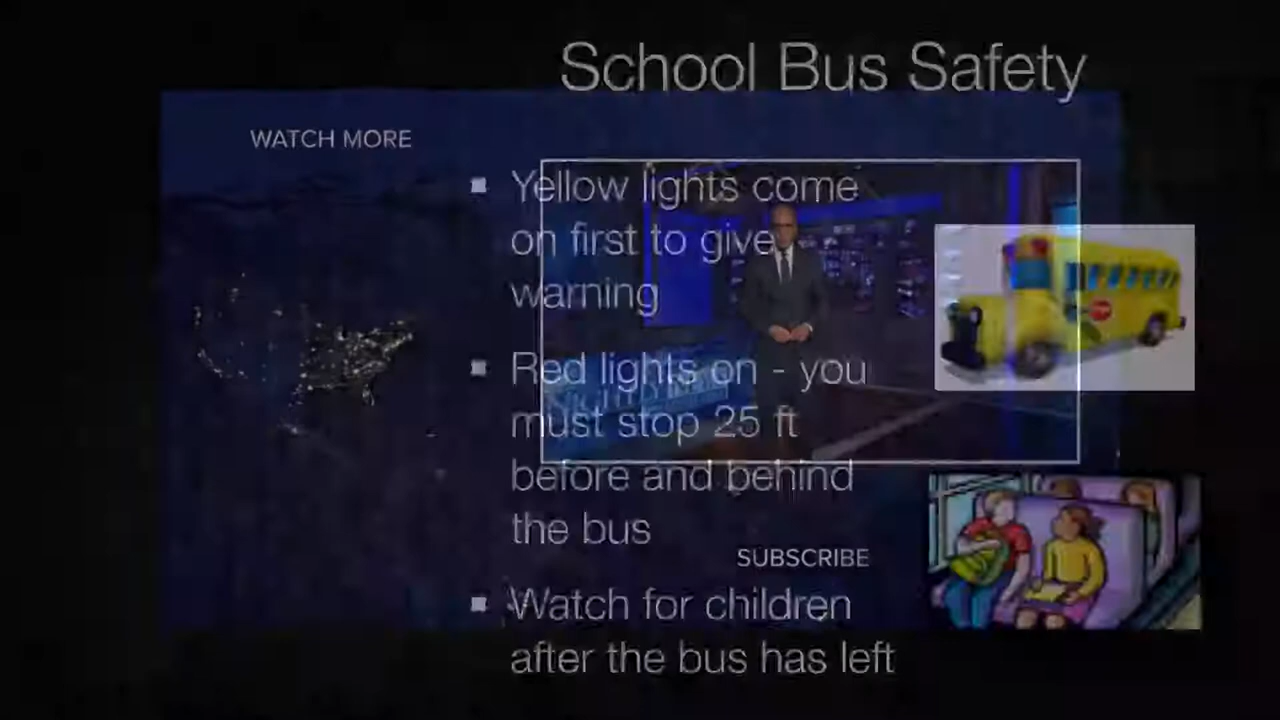 School Bus Safety
WATCH MORE
Yellow lights come
on first to give
warning
Red lights on - you
must stop 25 ft
before and behind
the bus
SUBSCRIBE
Watch for children
after the bus has left